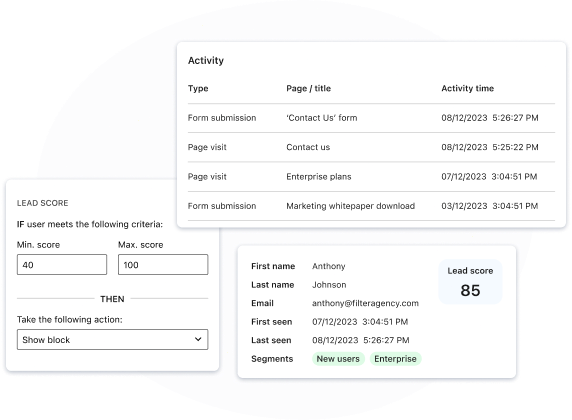 Activity
Type Page / title Activity time
Form submission ‘Contact Us’ form 08/12/2023 5:26:27 PM
Page visit Contact us 08/12/2023 5:25:22 PM
Page visit Enterprise plans 07/12/2023 3:04:51 PM
Form submission Marketing whitepaper download 03/12/2023 3:04:51 PM
LEAD SCORE
IF user meets the following criteria:
Min. score Max. score
40 100
THEN
Take the following action:
Show block
First name Anthony
Last name Johnson
Email anthony@filteragency.com
First seen 07/12/2023 3:04:51 PM
Last seen 08/12/2023 5:26:27 PM
Segments New users Enterprise
Lead score
85